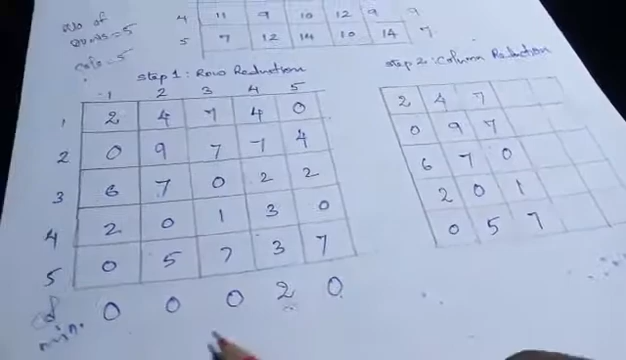 No of
rows=5
cols=5
4 11 9 10 12 9 9
5 7 12 14 10 14 7
Step 1: Row Reduction
1 2 3 4 5
1 2 4 7 4 0
2 0 9 7 7 4
3 6 7 0 2 2
4 2 0 1 3 0
5 0 5 7 3 7
min. 0 0 0 2 0
Step 2: Column Reduction
2 4 7
0 9 7
6 7 0
2 0 1
0 5 7